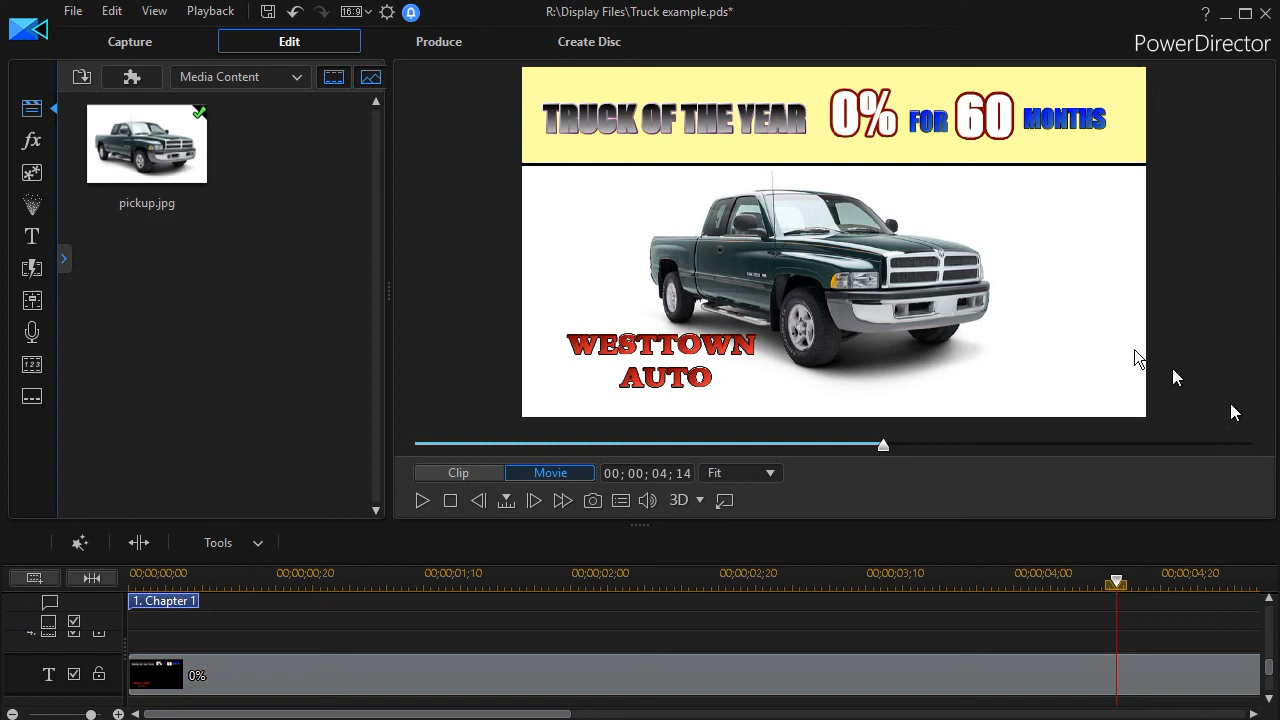 File Edit View Playback 16:9 R:\Display Files\Truck example.pds* ?
Capture Edit Produce Create Disc PowerDirector
Media Content
TRUCK OF THE YEAR 0% FOR 60 MONTHS
fx
pickup.jpg
T
WESTTOWN
AUTO
123
Clip Movie 00; 00; 04; 14 Fit
3D
Tools
00;00;00;00 00;00;00;20 00;00;01;10 00;00;02;00 00;00;02;20 00;00;03;10 00;00;04;00 00;00;04;20
1. Chapter 1
4.
T 0%